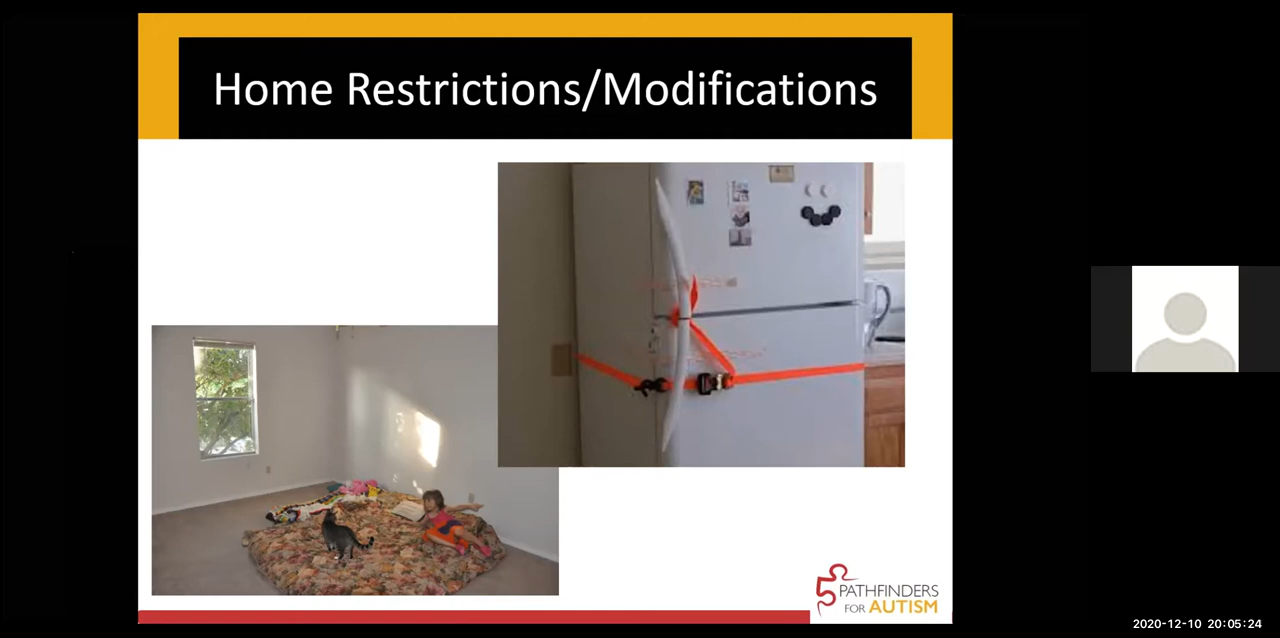 Home Restrictions/Modifications
PATHFINDERS
FOR AUTISM
2020-12-10 20:05:24